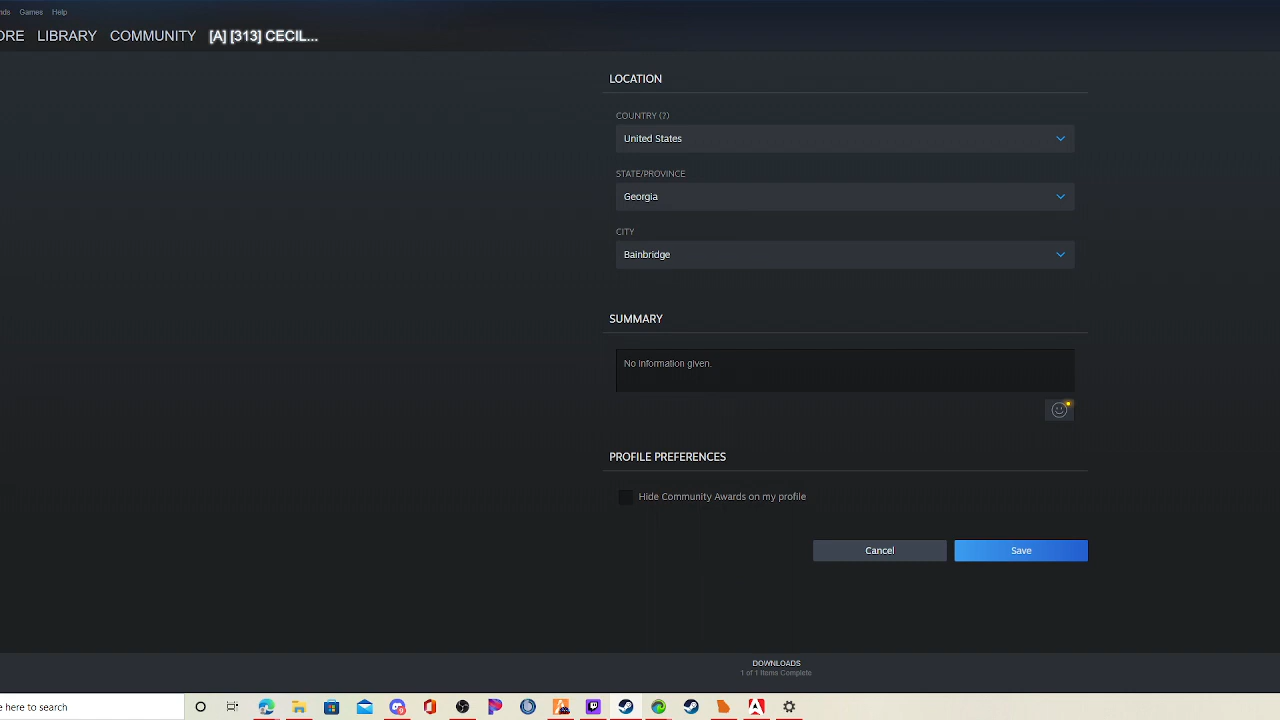 nds Games Help
ORE LIBRARY COMMUNITY [A] [313] CECIL...
LOCATION
COUNTRY (?)
United States
STATE/PROVINCE
Georgia
CITY
Bainbridge
SUMMARY
No information given.
PROFILE PREFERENCES
Hide Community Awards on my profile
Cancel Save
DOWNLOADS
1 of 1 Items Complete
e here to search